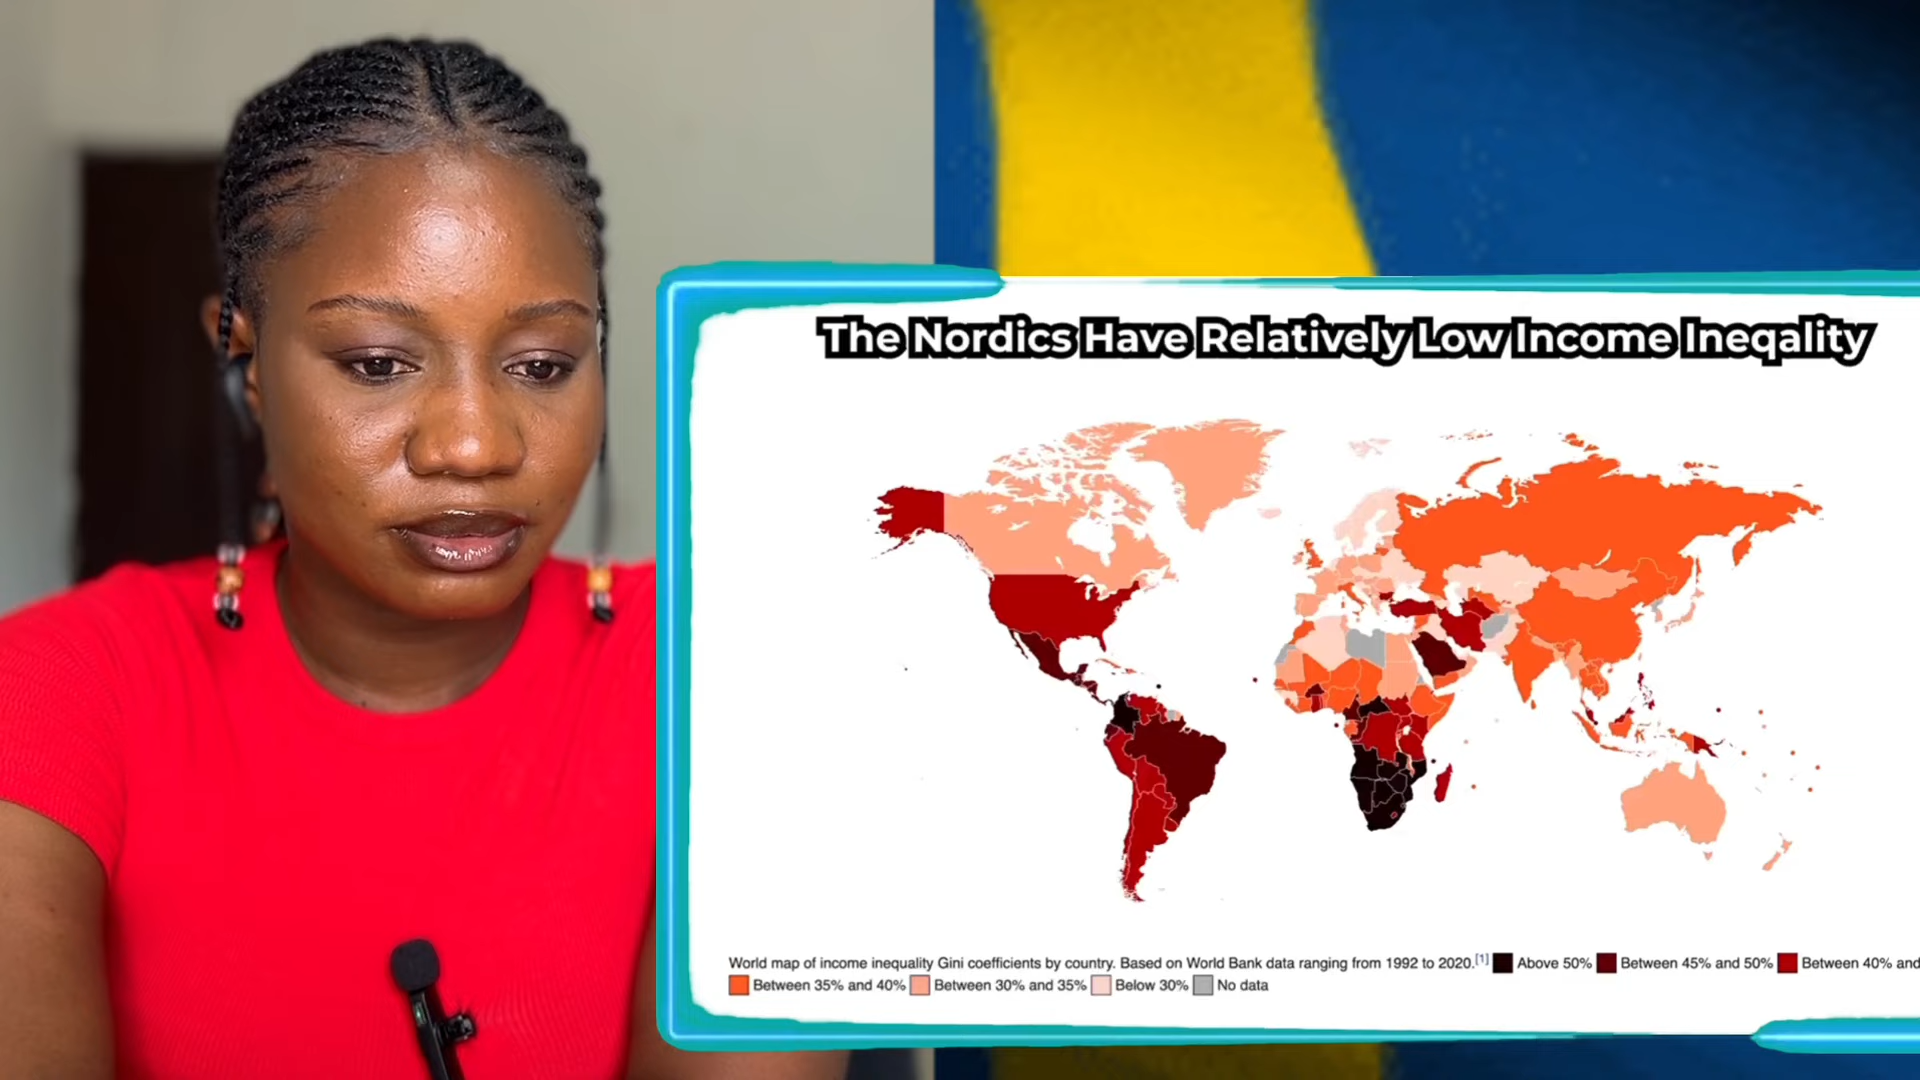 The Nordics Have Relatively Low Income Ineqality
World map of income inequality Gini coefficients by country. Based on World Bank data ranging from 1992 to 2020.[1] Above 50% Between 45% and 50% Between 40% and
Between 35% and 40% Between 30% and 35% Below 30% No data